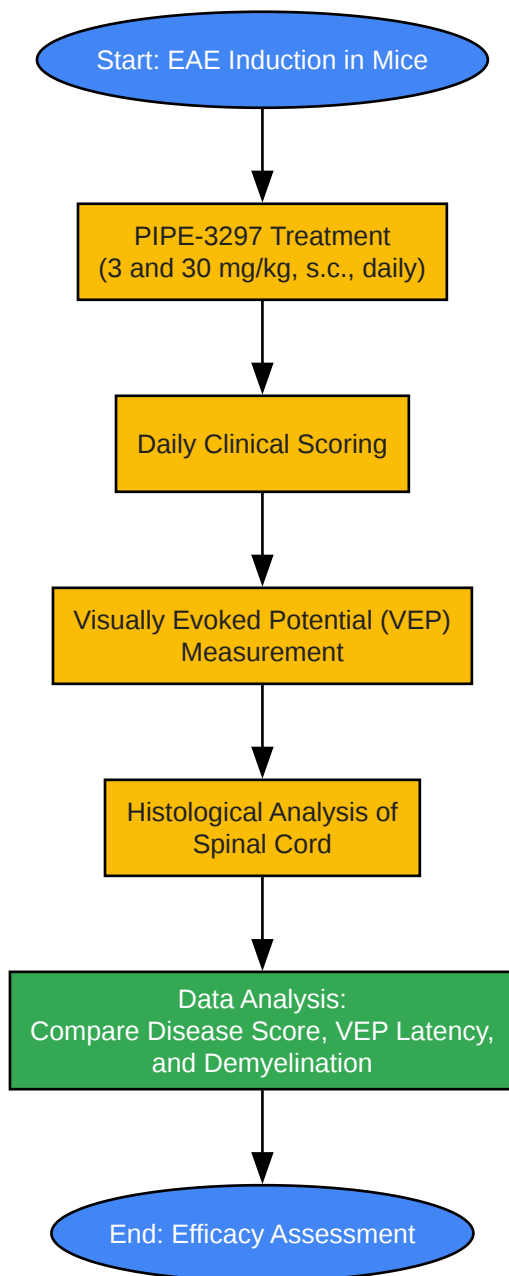 Start: EAE Induction in Mice
PIPE-3297 Treatment
(3 and 30 mg/kg, s.c., daily)
Daily Clinical Scoring
Visually Evoked Potential (VEP)
Measurement
Histological Analysis of
Spinal Cord
Data Analysis:
Compare Disease Score, VEP Latency,
and Demyelination
End: Efficacy Assessment